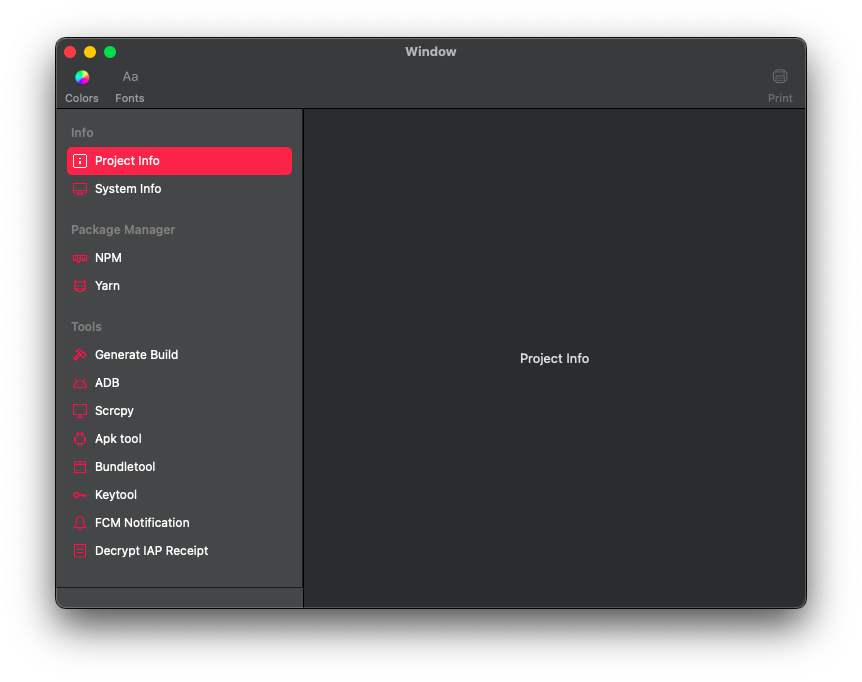 Window
Aa
Colors Fonts Print
Info
Project Info
System Info
Package Manager
NPM
Yarn
Tools
Generate Build
ADB
Scrcpy
Apk tool
Bundletool
Keytool
FCM Notification
Decrypt IAP Receipt
Project Info